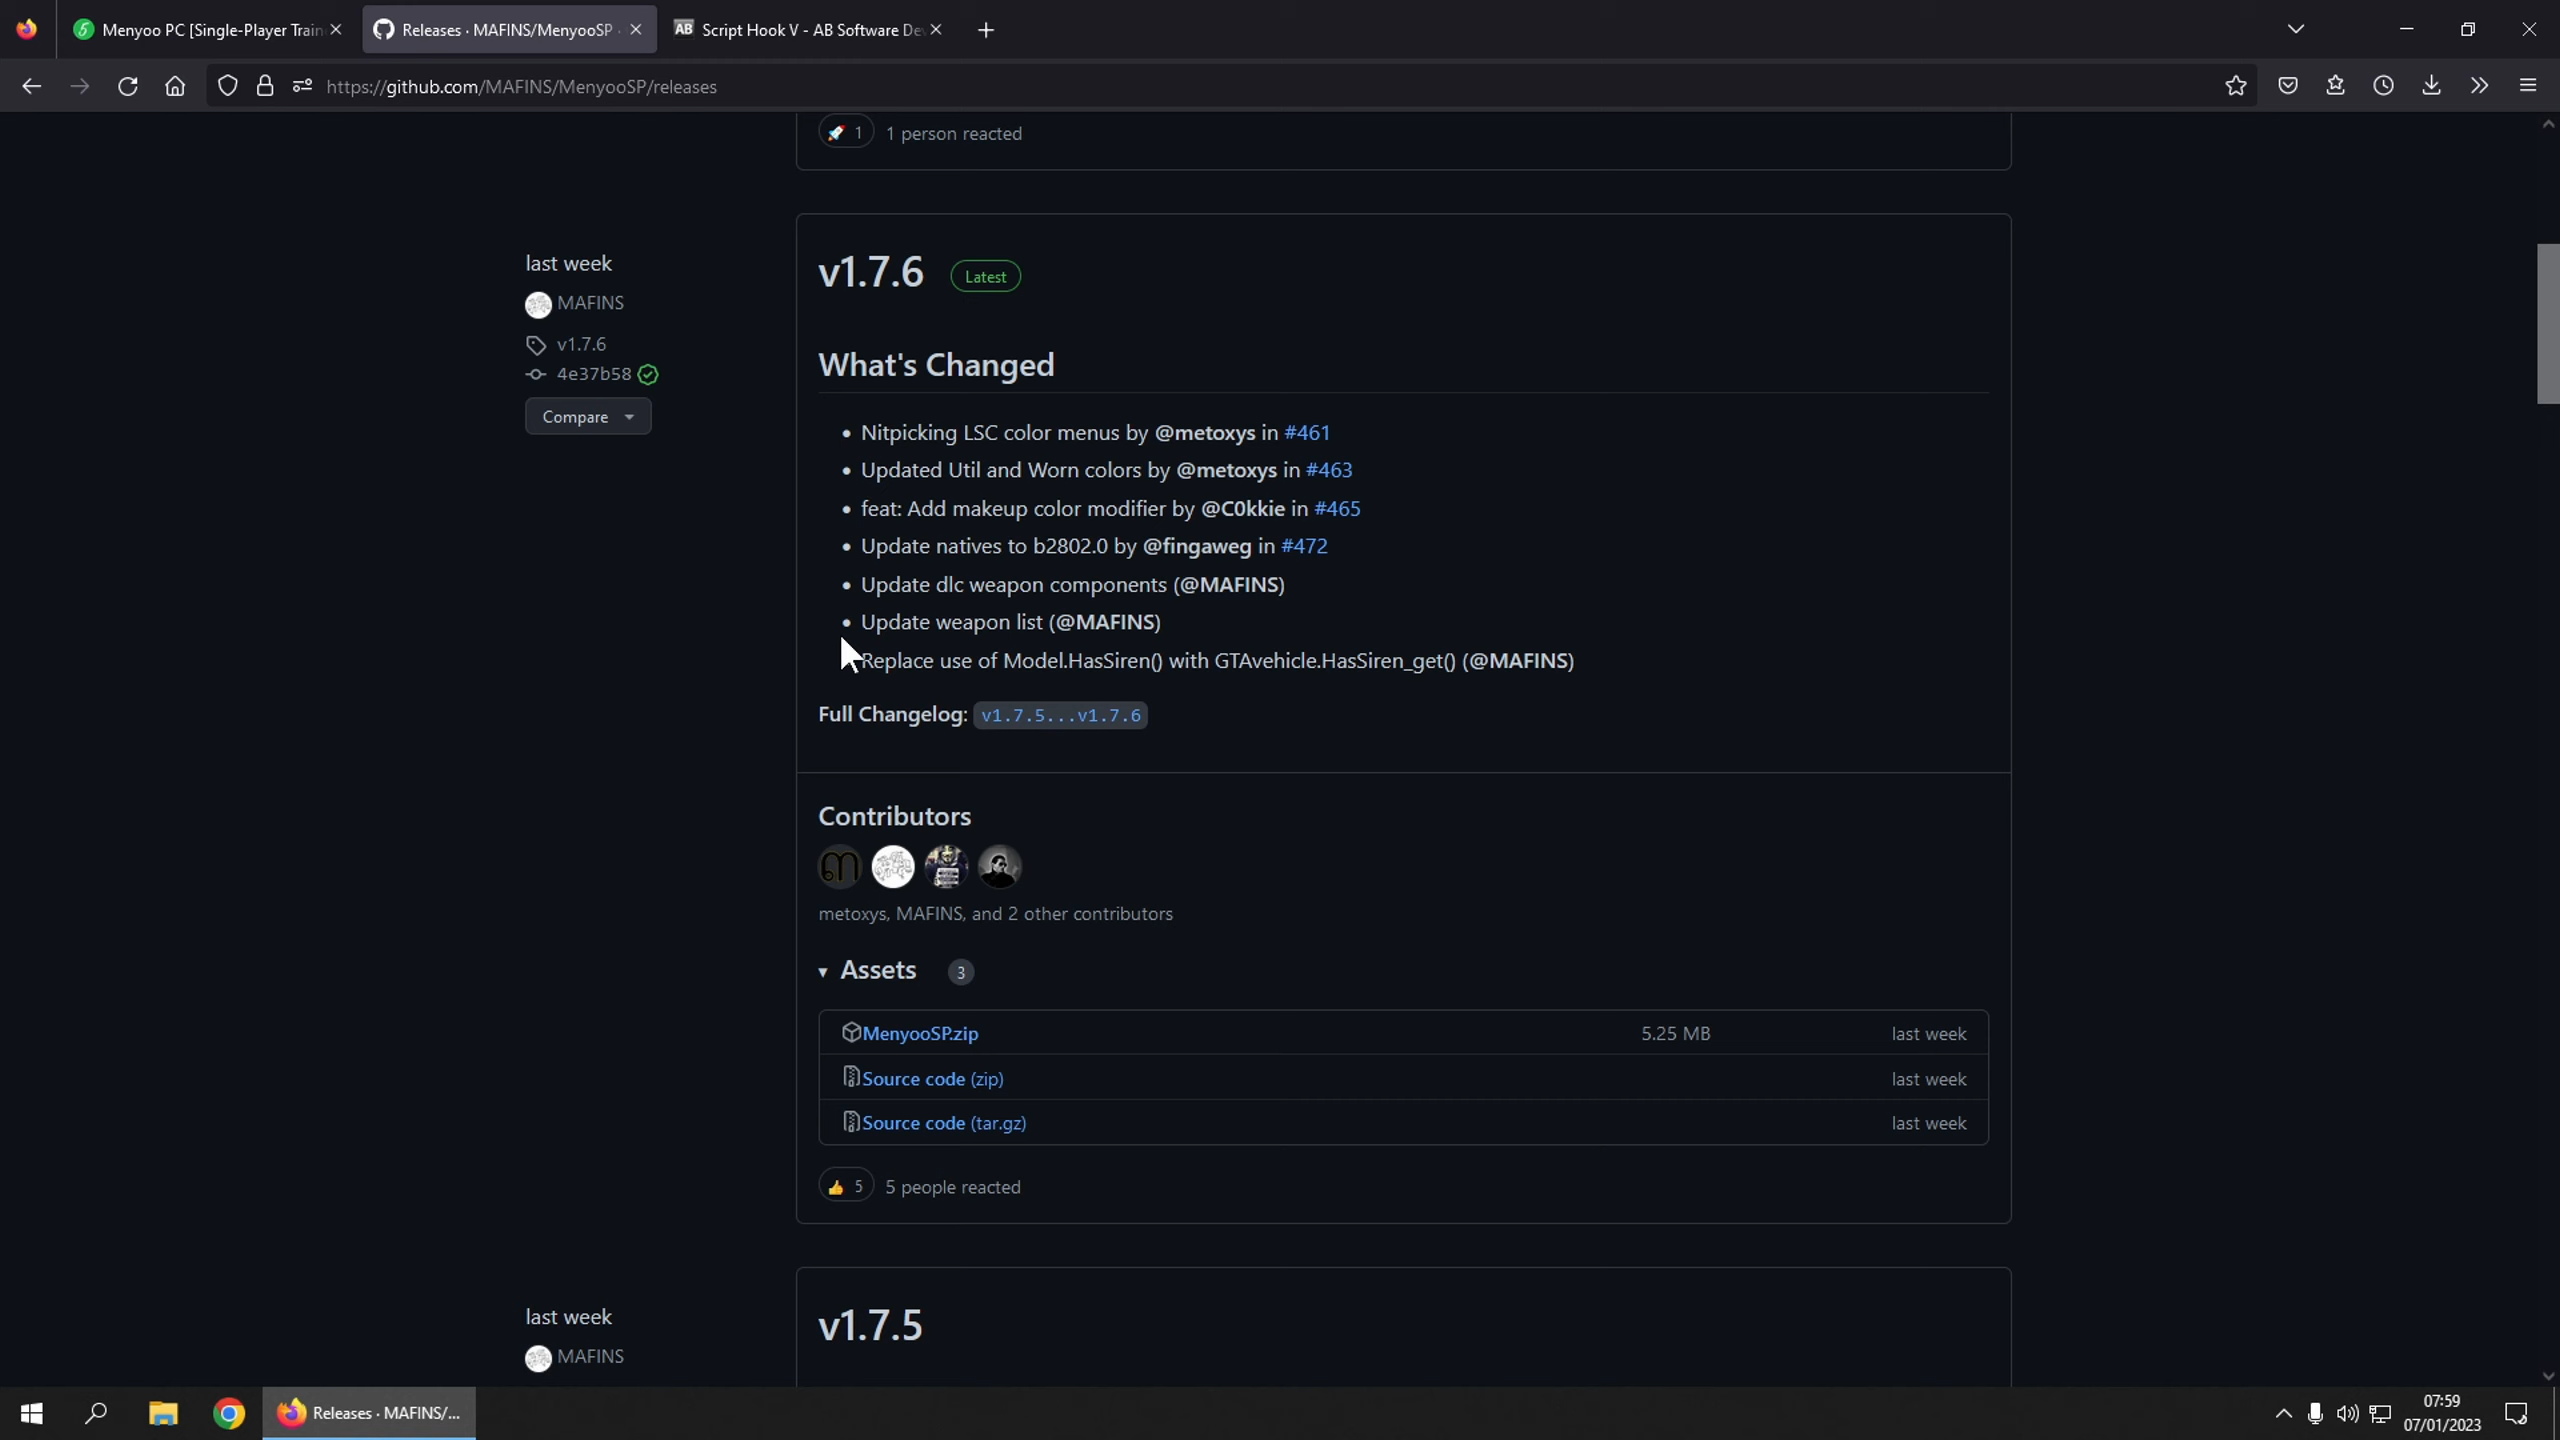 Menyoo PC [Single-Player Train
Releases · MAFINS/MenyooSP ·
AB Script Hook V - AB Software De
https://github.com/MAFINS/MenyooSP/releases
1 1 person reacted
last week
MAFINS
v1.7.6
4e37b58
Compare
v1.7.6 Latest
What's Changed
• Nitpicking LSC color menus by @metoxys in #461
• Updated Util and Worn colors by @metoxys in #463
• feat: Add makeup color modifier by @C0kkie in #465
• Update natives to b2802.0 by @fingaweg in #472
• Update dlc weapon components (@MAFINS)
• Update weapon list (@MAFINS)
Replace use of Model.HasSiren() with GTAvehicle.HasSiren_get() (@MAFINS)
Full Changelog: v1.7.5...v1.7.6
Contributors
metoxys, MAFINS, and 2 other contributors
Assets 3
MenyooSP.zip 5.25 MB last week
Source code (zip) last week
Source code (tar.gz) last week
5 5 people reacted
last week
MAFINS
v1.7.5
Releases · MAFINS/...
07:59
07/01/2023